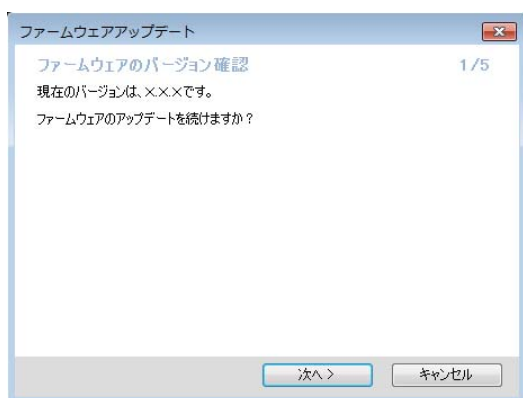 ファームウェアアップデート
ファームウェアのバージョン確認 1/5
現在のバージョンは、×.×.×です。
ファームウェアのアップデートを続けますか？
次へ > キャンセル